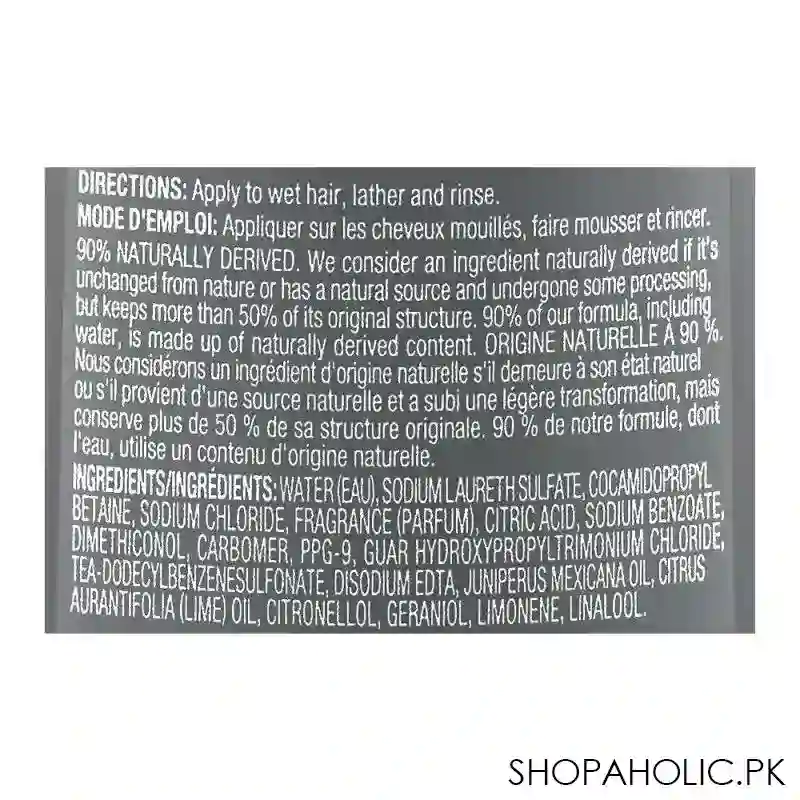 DIRECTIONS: Apply to wet hair, lather and rinse.
MODE D'EMPLOI: Appliquer sur les cheveux mouillés, faire mousser et rincer.
90% NATURALLY DERIVED. We consider an ingredient naturally derived if it's
unchanged from nature or has a natural source and undergone some processing,
but keeps more than 50% of its original structure. 90% of our formula, including
water, is made up of naturally derived content. ORIGINE NATURELLE À 90 %.
Nous considérons un ingrédient d'origine naturelle s'il demeure à son état naturel
ou s'il provient d'une source naturelle et a subi une légère transformation, mais
conserve plus de 50 % de sa structure originale. 90 % de notre formule, dont
l'eau, utilise un contenu d'origine naturelle.
INGREDIENTS/INGRÉDIENTS: WATER (EAU), SODIUM LAURETH SULFATE, COCAMIDOPROPYL
BETAINE, SODIUM CHLORIDE, FRAGRANCE (PARFUM), CITRIC ACID, SODIUM BENZOATE,
DIMETHICONOL, CARBOMER, PPG-9, GUAR HYDROXYPROPYLTRIMONIUM CHLORIDE,
TEA-DODECYLBENZENESULFONATE, DISODIUM EDTA, JUNIPERUS MEXICANA OIL, CITRUS
AURANTIFOLIA (LIME) OIL, CITRONELLOL, GERANIOL, LIMONENE, LINALOOL.
SHOPAHOLIC.PK